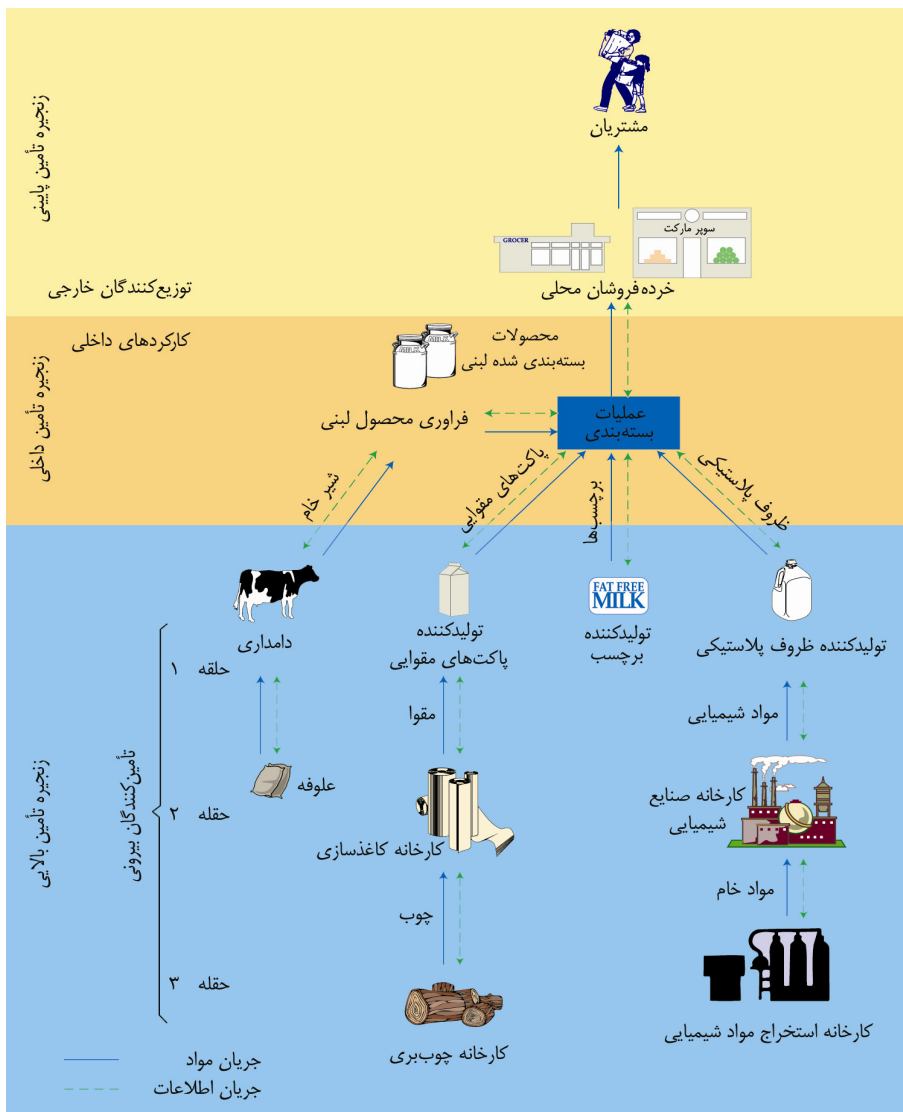 مشتریان
GROCER
سوپر مارکت
خرده‌فروشان محلی
زنجیره تأمین پایینی
توزیع‌کنندگان خارجی
کارکردهای داخلی
زنجیره تأمین داخلی
MILK
MILK
محصولات
بسته‌بندی شده لبنی
فراوری محصول لبنی
عملیات
بسته‌بندی
شیر خام
پاکت‌های مقوایی
برچسب‌ها
ظروف پلاستیکی
FAT FREE
MILK
دامداری
تولیدکننده
پاکت‌های مقوایی
تولیدکننده
برچسب
تولیدکننده ظروف پلاستیکی
حلقه ۱
مقوا
مواد شیمیایی
علوفه
کارخانه صنایع
شیمیایی
حقله ۲
تأمین‌کنندگان بیرونی
زنجیره تأمین بالایی
کارخانه کاغذسازی
چوب
مواد خام
حقله ۳
کارخانه چوب‌بری
کارخانه استخراج مواد شیمیایی
جریان مواد
جریان اطلاعات